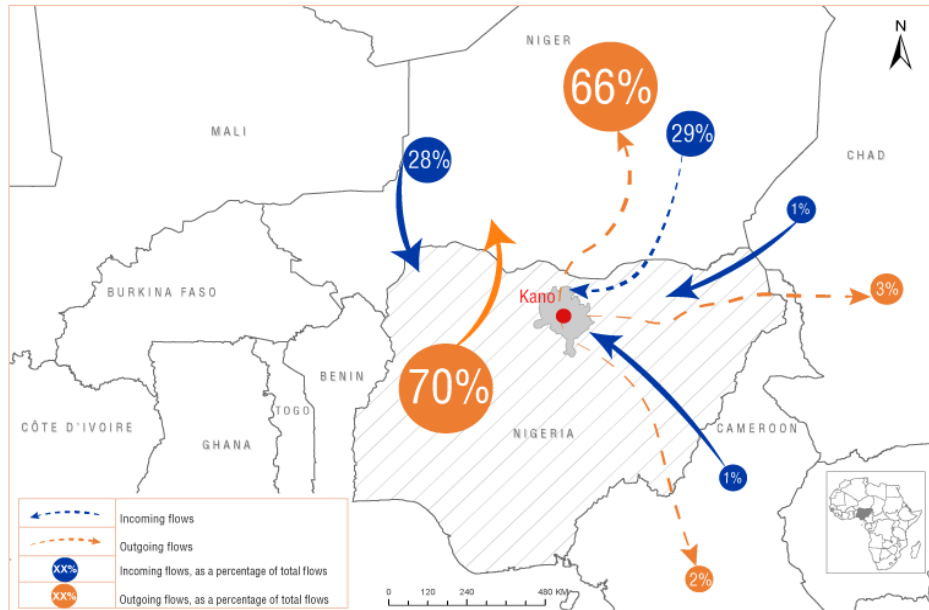 NIGER
N
66%
MALI
29%
28%
CHAD
1%
BURKINA FASO
Kano
3%
BENIN
70%
TOGO
CÔTE D'IVOIRE
GHANA
NIGERIA
CAMEROON
1%
Incoming flows
Outgoing flows
XX%
Incoming flows, as a percentage of total flows
XX%
Outgoing flows, as a percentage of total flows
2%
0 60 120 240 360 480 KM